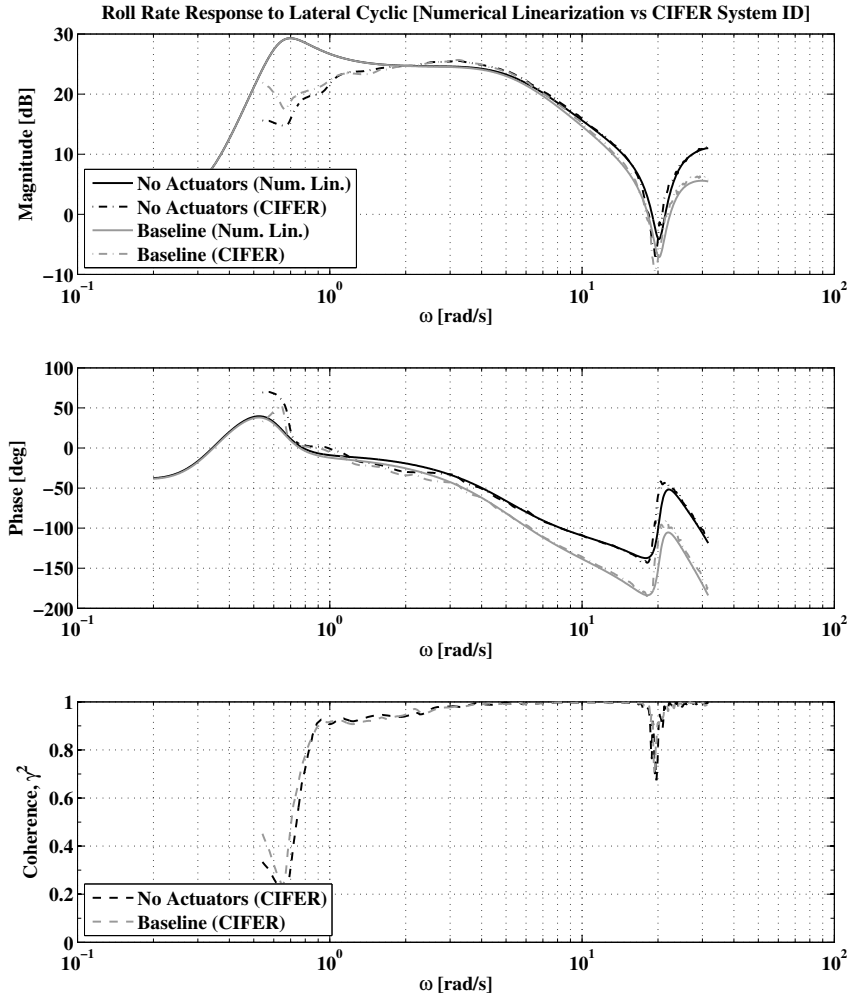 Roll Rate Response to Lateral Cyclic [Numerical Linearization vs CIFER System ID]
30
20
10
0
−10
Magnitude [dB]
No Actuators (Num. Lin.)
No Actuators (CIFER)
Baseline (Num. Lin.)
Baseline (CIFER)
10⁻¹ 10⁰ 10¹ 10²
ω [rad/s]
100
50
0
−50
−100
−150
−200
Phase [deg]
10⁻¹ 10⁰ 10¹ 10²
ω [rad/s]
1
0.8
0.6
0.4
0.2
0
Coherence, γ²
No Actuators (CIFER)
Baseline (CIFER)
10⁻¹ 10⁰ 10¹ 10²
ω [rad/s]